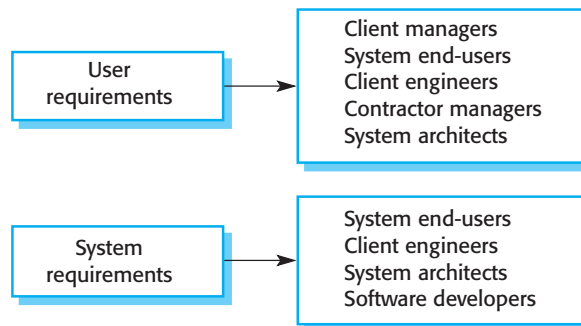 User
requirements
Client managers
System end-users
Client engineers
Contractor managers
System architects
System
requirements
System end-users
Client engineers
System architects
Software developers